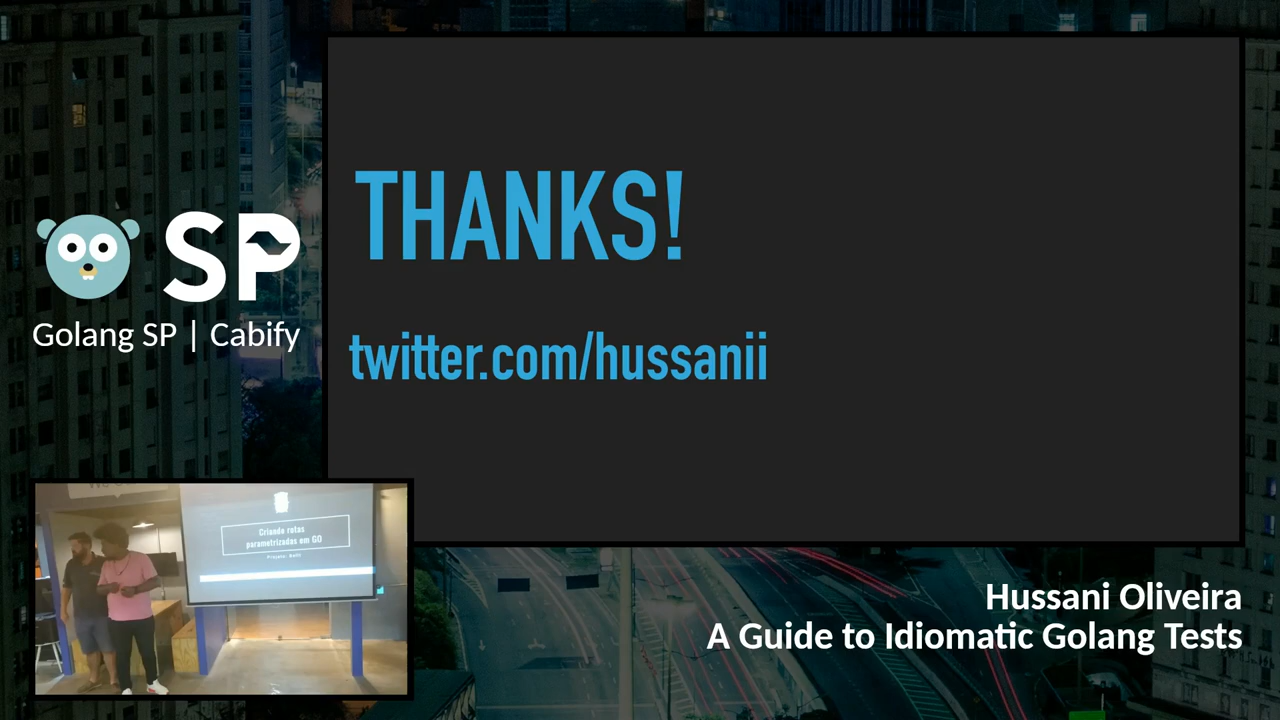 THANKS!
twitter.com/hussanii
SP
Golang SP | Cabify
Criando rotas
parametrizadas em GO
Hussani Oliveira
A Guide to Idiomatic Golang Tests